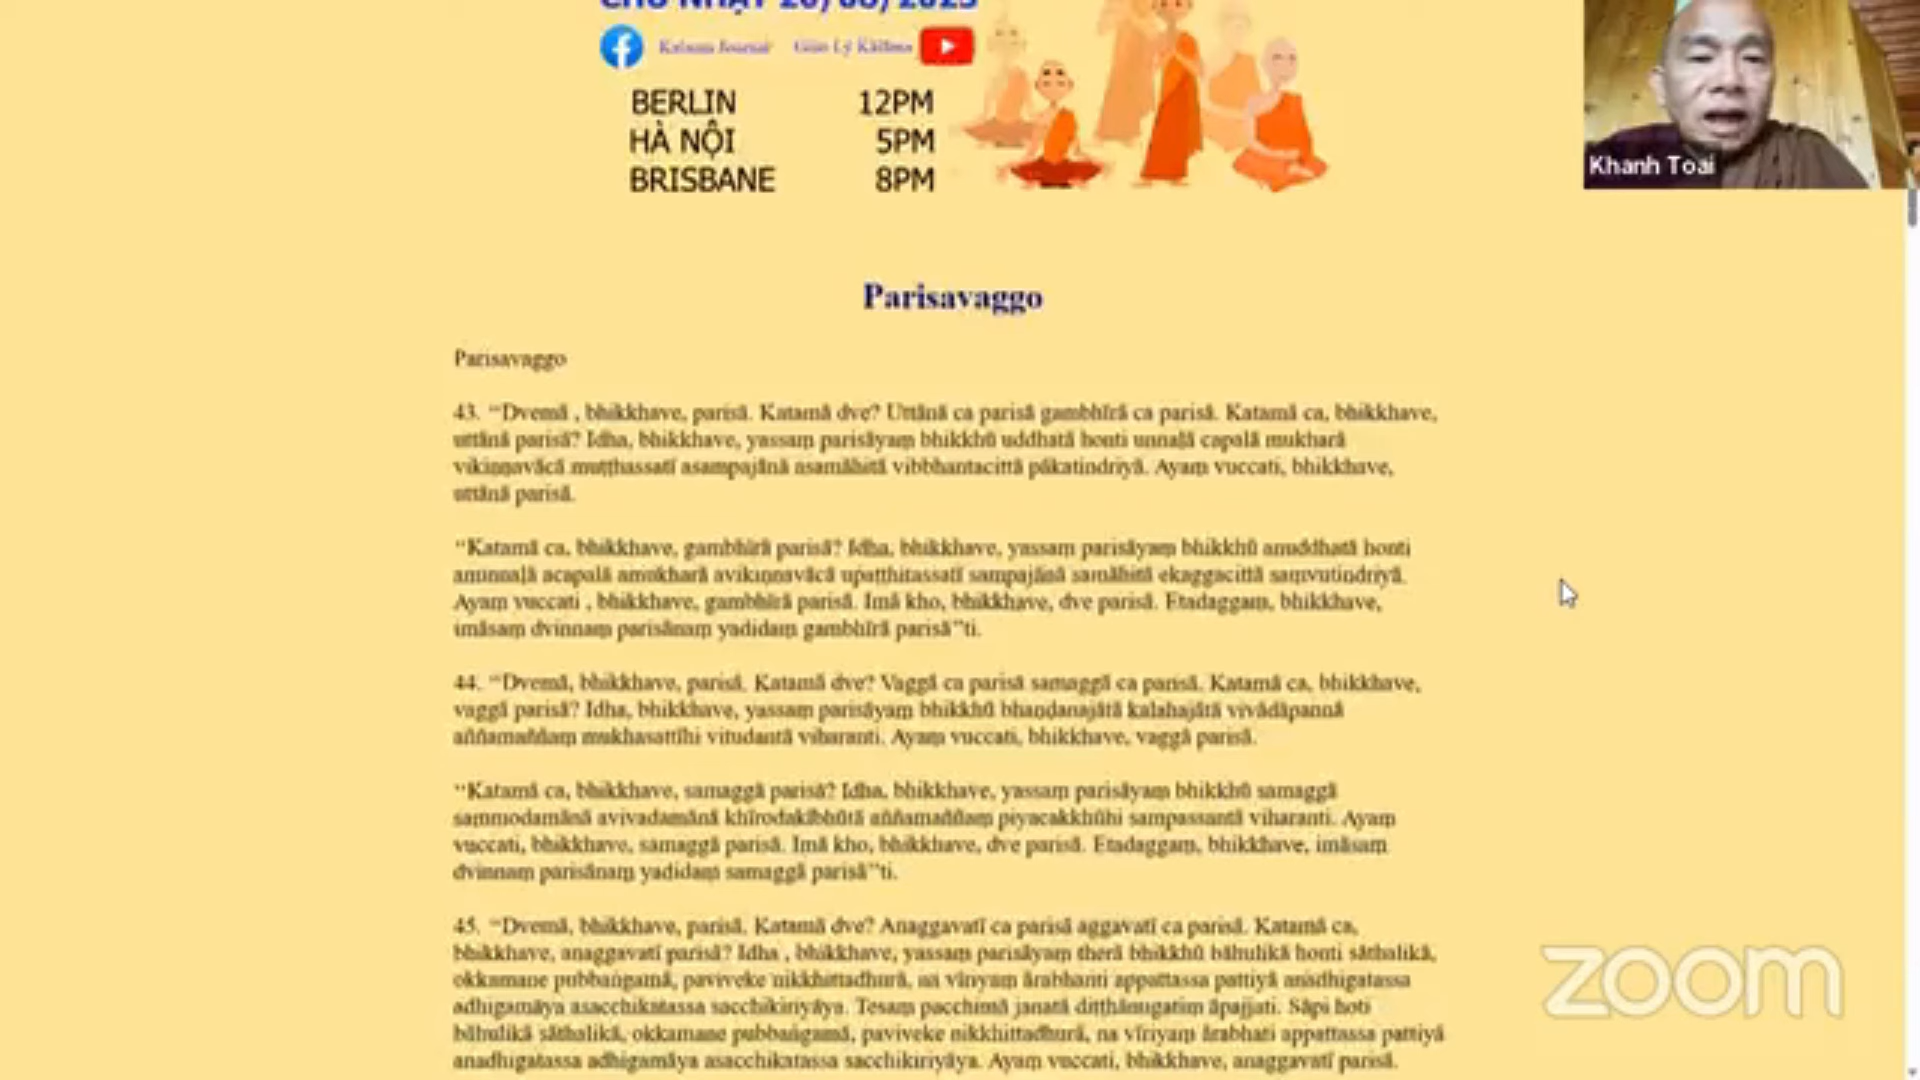 CHỦ NHẬT 20/08/2023
Kalama Journal Giáo Lý Kālāma
BERLIN 12PM
HÀ NỘI 5PM
BRISBANE 8PM
Khanh Toai
Parisavaggo
Parisavaggo
43. “Dvemā , bhikkhave, parisā. Katamā dve? Uttānā ca parisā gambhīrā ca parisā. Katamā ca, bhikkhave,
uttānā parisā? Idha, bhikkhave, yassaṃ parisāyaṃ bhikkhū uddhatā honti unnaḷā capalā mukharā
vikiṇṇavācā muṭṭhassatī asampajānā asamāhitā vibbhantacittā pākatindriyā. Ayaṃ vuccati, bhikkhave,
uttānā parisā.
“Katamā ca, bhikkhave, gambhīrā parisā? Idha, bhikkhave, yassaṃ parisāyaṃ bhikkhū anuddhatā honti
anunnaḷā acapalā amukharā avikiṇṇavācā upaṭṭhitassatī sampajānā samāhitā ekaggacittā saṃvutindriyā.
Ayaṃ vuccati , bhikkhave, gambhīrā parisā. Imā kho, bhikkhave, dve parisā. Etadaggaṃ, bhikkhave,
imāsaṃ dvinnaṃ parisānaṃ yadidaṃ gambhīrā parisā”ti.
44. “Dvemā, bhikkhave, parisā. Katamā dve? Vaggā ca parisā samaggā ca parisā. Katamā ca, bhikkhave,
vaggā parisā? Idha, bhikkhave, yassaṃ parisāyaṃ bhikkhū bhaṇḍanajātā kalahajātā vivādāpannā
aññamaññaṃ mukhasattīhi vitudantā viharanti. Ayaṃ vuccati, bhikkhave, vaggā parisā.
“Katamā ca, bhikkhave, samaggā parisā? Idha, bhikkhave, yassaṃ parisāyaṃ bhikkhū samaggā
sammodamānā avivadamānā khīrodakībhūtā aññamaññaṃ piyacakkhūhi sampassantā viharanti. Ayaṃ
vuccati, bhikkhave, samaggā parisā. Imā kho, bhikkhave, dve parisā. Etadaggaṃ, bhikkhave, imāsaṃ
dvinnaṃ parisānaṃ yadidaṃ samaggā parisā”ti.
45. “Dvemā, bhikkhave, parisā. Katamā dve? Anaggavatī ca parisā aggavatī ca parisā. Katamā ca,
bhikkhave, anaggavatī parisā? Idha , bhikkhave, yassaṃ parisāyaṃ therā bhikkhū bāhulikā honti sāthalikā,
okkamane pubbaṅgamā, paviveke nikkhittadhurā, na vīriyaṃ ārabhanti appattassa pattiyā anadhigatassa
adhigamāya asacchikatassa sacchikiriyāya. Tesaṃ pacchimā janatā diṭṭhānugatiṃ āpajjati. Sāpi hoti
bāhulikā sāthalikā, okkamane pubbaṅgamā, paviveke nikkhittadhurā, na vīriyaṃ ārabhati appattassa pattiyā
anadhigatassa adhigamāya asacchikatassa sacchikiriyāya. Ayaṃ vuccati, bhikkhave, anaggavatī parisā.
zoom